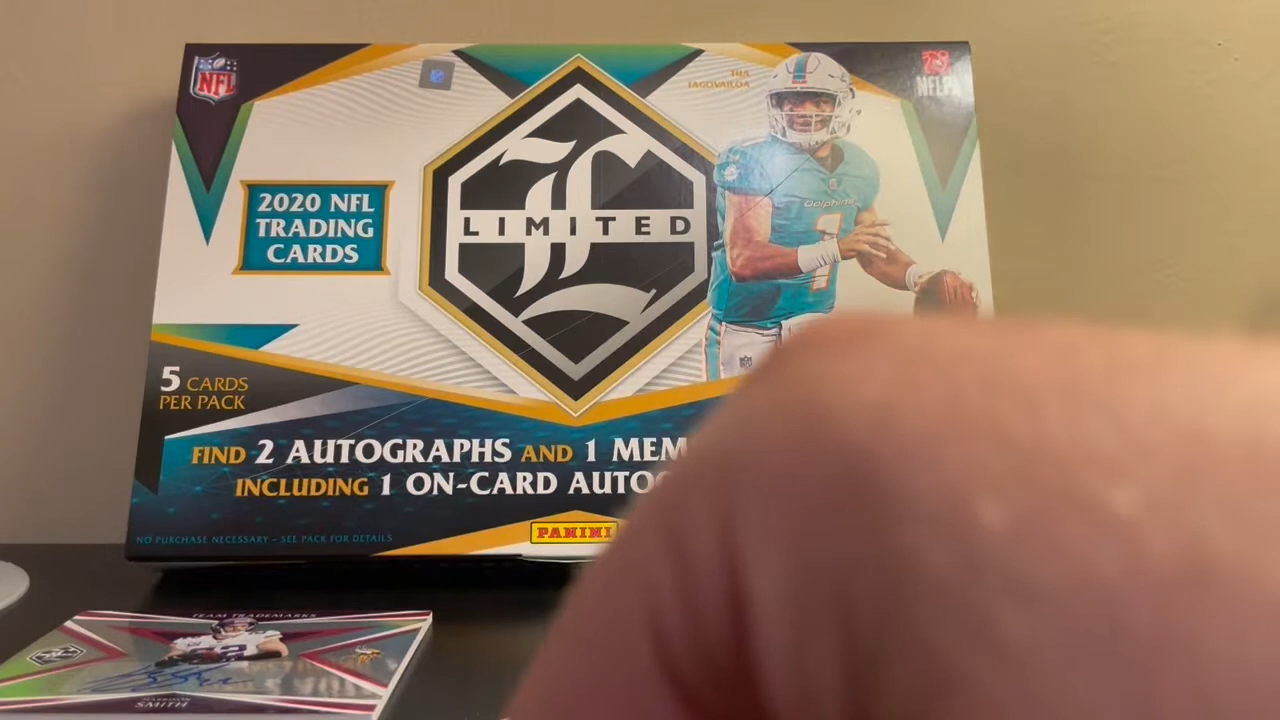 NFL
TUA
TAGOVAILOA
NFLPA
2020 NFL
TRADING
CARDS
LIMITED
Dolphins
1
5 CARDS
PER PACK
FIND 2 AUTOGRAPHS AND 1 MEM
INCLUDING 1 ON-CARD AUTO
PANINI
NO PURCHASE NECESSARY - SEE PACK FOR DETAILS
TEAM TRADEMARKS
SMITH